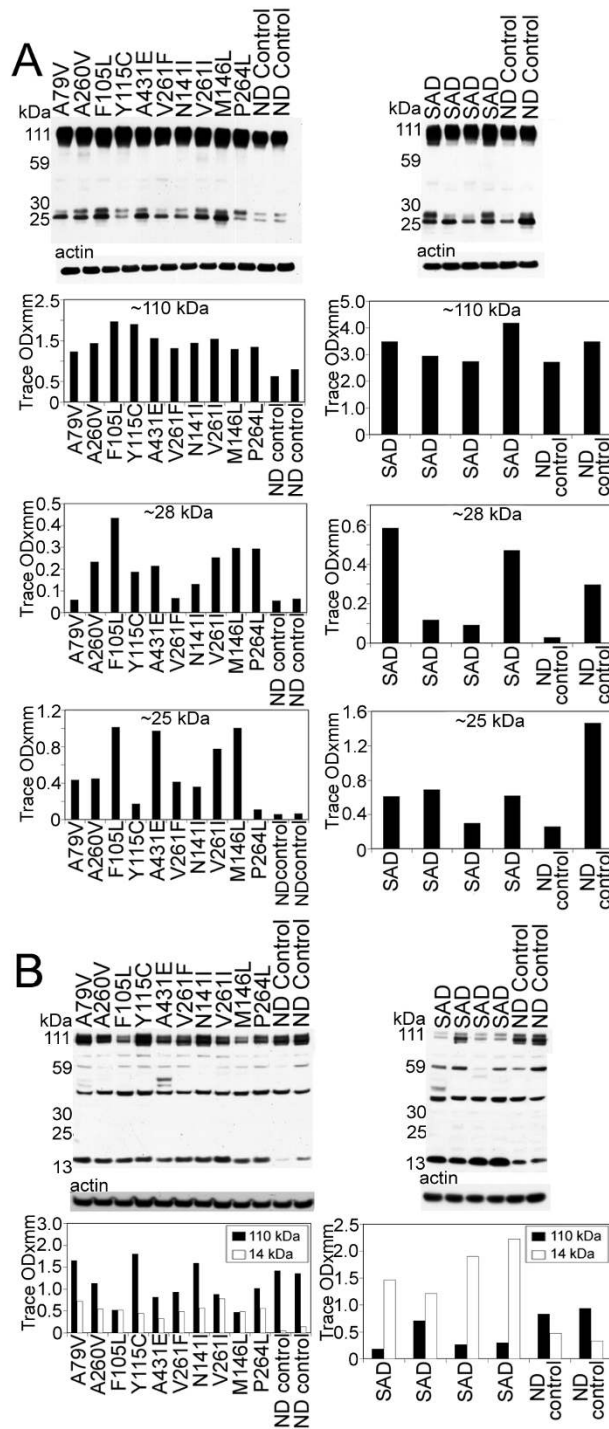 A
A79V A260V F105L Y115C A431E V261F N141I V261I M146L P264L ND Control ND Control
kDa
111
59
30
25
actin
SAD SAD SAD SAD ND Control ND Control
kDa
111
59
30
25
actin
~110 kDa
Trace ODxmm
2.5
1.5
0.5
0
A79V A260V F105L Y115C A431E V261F N141I V261I M146L P264L ND control ND control
~110 kDa
Trace ODxmm
5.0
4.0
3.0
2.0
1.0
0
SAD SAD SAD SAD ND control ND control
~28 kDa
Trace ODxmm
0.5
0.4
0.3
0.2
0.1
0
A79V A260V F105L Y115C A431E V261F N141I V261I M146L P264L ND control ND control
~28 kDa
Trace ODxmm
0.6
0.4
0.2
0
SAD SAD SAD SAD ND control ND control
~25 kDa
Trace ODxmm
1.2
0.8
0.4
0
A79V A260V F105L Y115C A431E V261F N141I V261I M146L P264L NDcontrol NDcontrol
~25 kDa
Trace ODxmm
1.6
1.2
0.8
0.4
0
SAD SAD SAD SAD ND control ND control
B
A79V A260V F105L Y115C A431E V261F N141I V261I M146L P264L ND Control ND Control
kDa
111
59
30
25
13
actin
SAD SAD SAD SAD ND Control ND Control
kDa
111
59
30
25
13
actin
110 kDa
14 kDa
Trace ODxmm
3.0
2.5
2.0
1.5
1.0
0.5
0
A79V A260V F105L Y115C A431E V261F N141I V261I M146L P264L ND control ND control
110 kDa
14 kDa
Trace ODxmm
2.5
2.0
1.5
1.0
0.5
0
SAD SAD SAD SAD ND control ND control